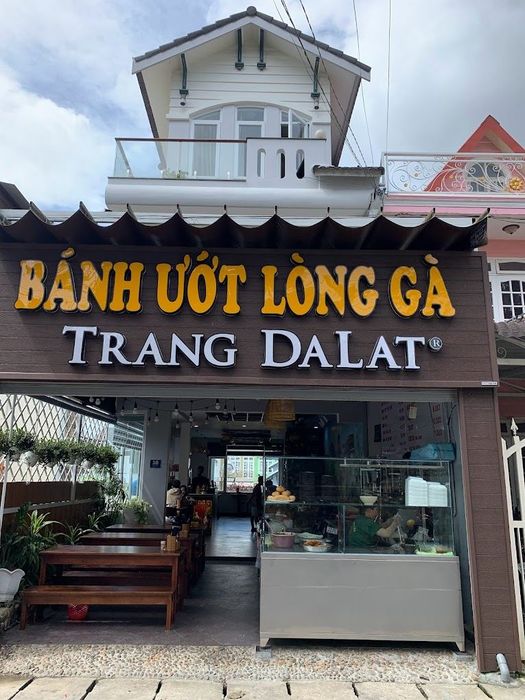 BÁNH ƯỚT LÒNG GÀ
TRANG DALAT®